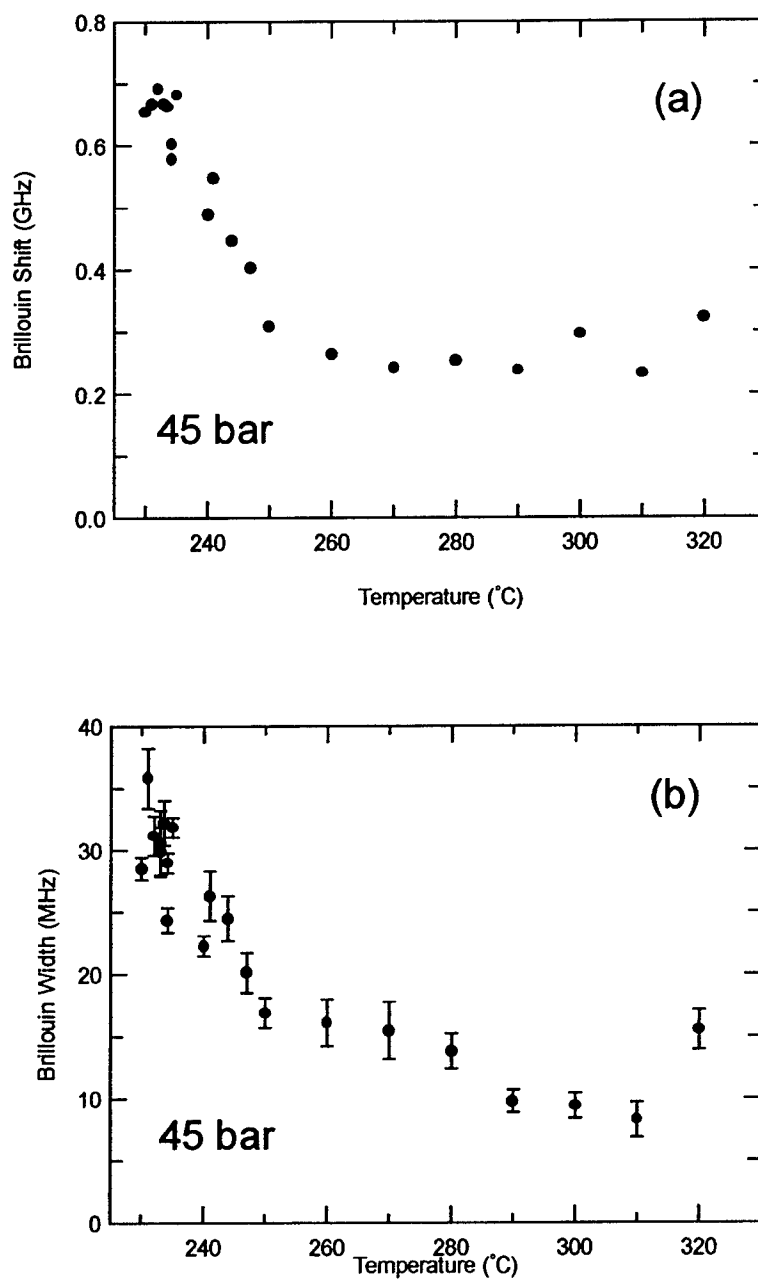 0.8
(a)
0.6
Brillouin Shift (GHz)
0.4
0.2
45 bar
0.0
240 260 280 300 320
Temperature (°C)
40
(b)
30
Brillouin Width (MHz)
20
10
45 bar
0
240 260 280 300 320
Temperature (°C)